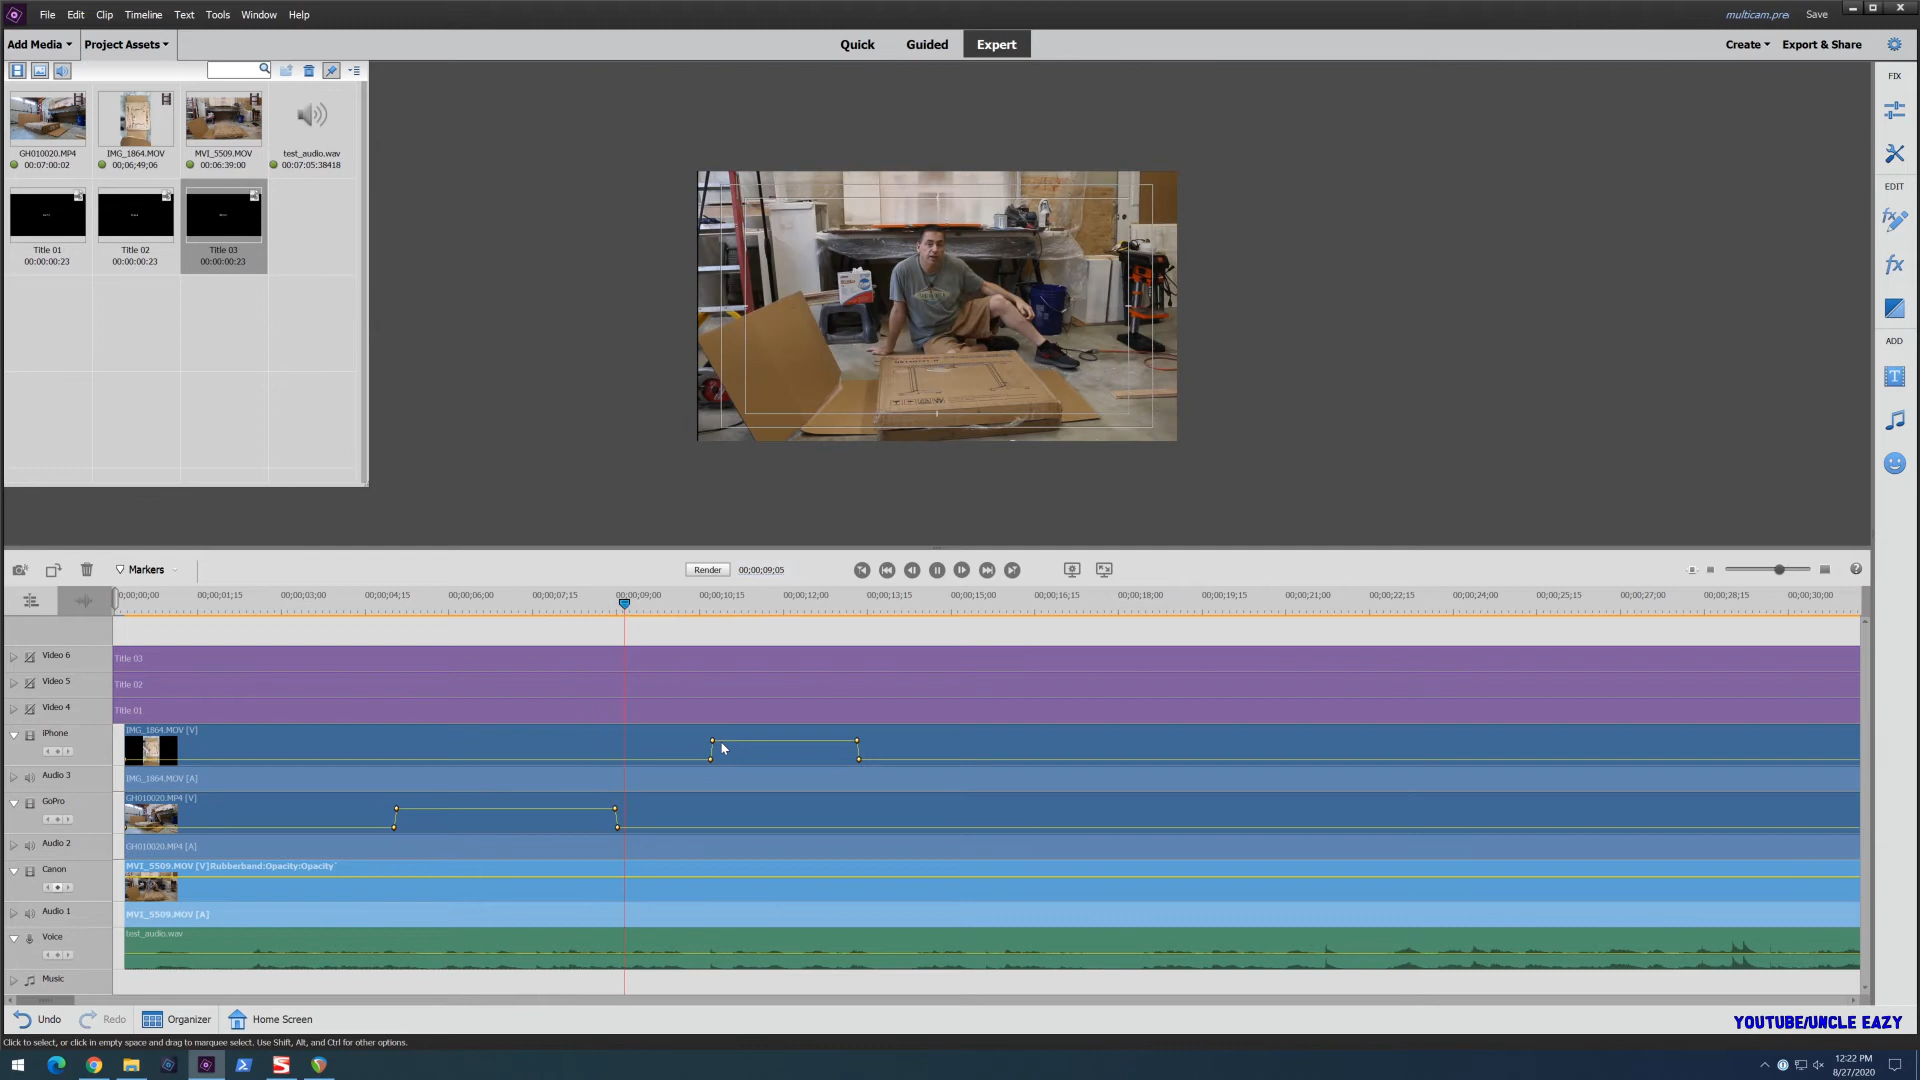 File Edit Clip Timeline Text Tools Window Help
multicam.prel Save
Add Media Project Assets
Quick Guided Expert
Create Export & Share
FIX
GH010020.MP4 IMG_1864.MOV MVI_5509.MOV test_audio.wav
00:07:00:02 00;06;49;06 00:06:39:00 00:07:05:38418
EDIT
Title 01 Title 02 Title 03
00:00:00:23 00:00:00:23 00:00:00:23
ADD
Markers
Render 00;00;09;05
;00;00;00;00 00;00;01;15 00;00;03;00 00;00;04;15 00;00;06;00 00;00;07;15 00;00;09;00 00;00;10;15 00;00;12;00 00;00;13;15 00;00;15;00 00;00;16;15 00;00;18;00 00;00;19;15 00;00;21;00 00;00;22;15 00;00;24;00 00;00;25;15 00;00;27;00 00;00;28;15 00;00;30;00
Video 6 Title 03
Video 5 Title 02
Video 4 Title 01
iPhone IMG_1864.MOV [V]
Audio 3 IMG_1864.MOV [A]
GoPro GH010020.MP4 [V]
Audio 2 GH010020.MP4 [A]
Canon MVI_5509.MOV [V]Rubberband:Opacity:Opacity
Audio 1 MVI_5509.MOV [A]
Voice test_audio.wav
Music
Undo Redo Organizer Home Screen
YOUTUBE/UNCLE EAZY
Click to select, or click in empty space and drag to marquee select. Use Shift, Alt, and Ctrl for other options.
12:22 PM
8/27/2020